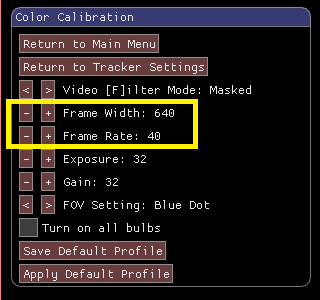 Color Calibration
Return to Main Menu
Return to Tracker Settings
< > Video [F]ilter Mode: Masked
- + Frame Width: 640
- + Frame Rate: 40
- + Exposure: 32
- + Gain: 32
< > FOV Setting: Blue Dot
Turn on all bulbs
Save Default Profile
Apply Default Profile